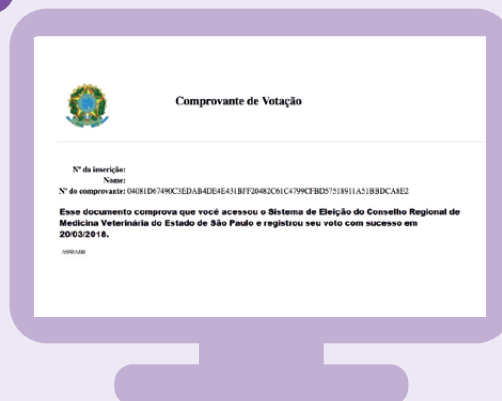 Comprovante de Votação
Nº da inscrição:
Nome:
Nº do comprovante: 04081D67490C3EDAB4DE4E431BFF20482C61C4799CFBD57518911A51BBDCA8E2
Esse documento comprova que você acessou o Sistema de Eleição do Conselho Regional de
Medicina Veterinária do Estado de São Paulo e registrou seu voto com sucesso em
20/03/2018.
IMPRIMIR